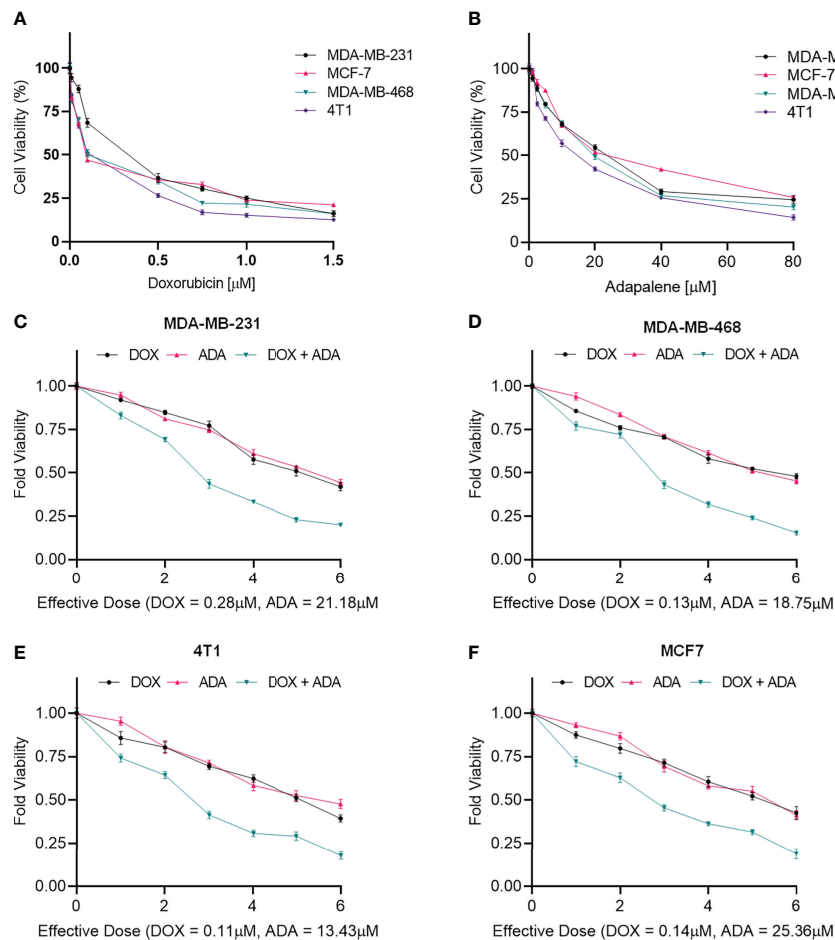 A
MDA-MB-231
MCF-7
MDA-MB-468
4T1
Cell Viability (%)
100
75
50
25
0
0.0 0.5 1.0 1.5
Doxorubicin [μM]
B
MDA-M
MCF-7
MDA-M
4T1
Cell Viability (%)
100
75
50
25
0
0 20 40 60 80
Adapalene [μM]
C
MDA-MB-231
DOX ADA DOX + ADA
Fold Viability
1.00
0.75
0.50
0.25
0.00
0 2 4 6
Effective Dose (DOX = 0.28μM, ADA = 21.18μM
D
MDA-MB-468
DOX ADA DOX + ADA
Fold Viability
1.00
0.75
0.50
0.25
0.00
0 2 4 6
Effective Dose (DOX = 0.13μM, ADA = 18.75μM
E
4T1
DOX ADA DOX + ADA
Fold Viability
1.00
0.75
0.50
0.25
0.00
0 2 4 6
Effective Dose (DOX = 0.11μM, ADA = 13.43μM
F
MCF7
DOX ADA DOX + ADA
Fold Viability
1.00
0.75
0.50
0.25
0.00
0 2 4 6
Effective Dose (DOX = 0.14μM, ADA = 25.36μM